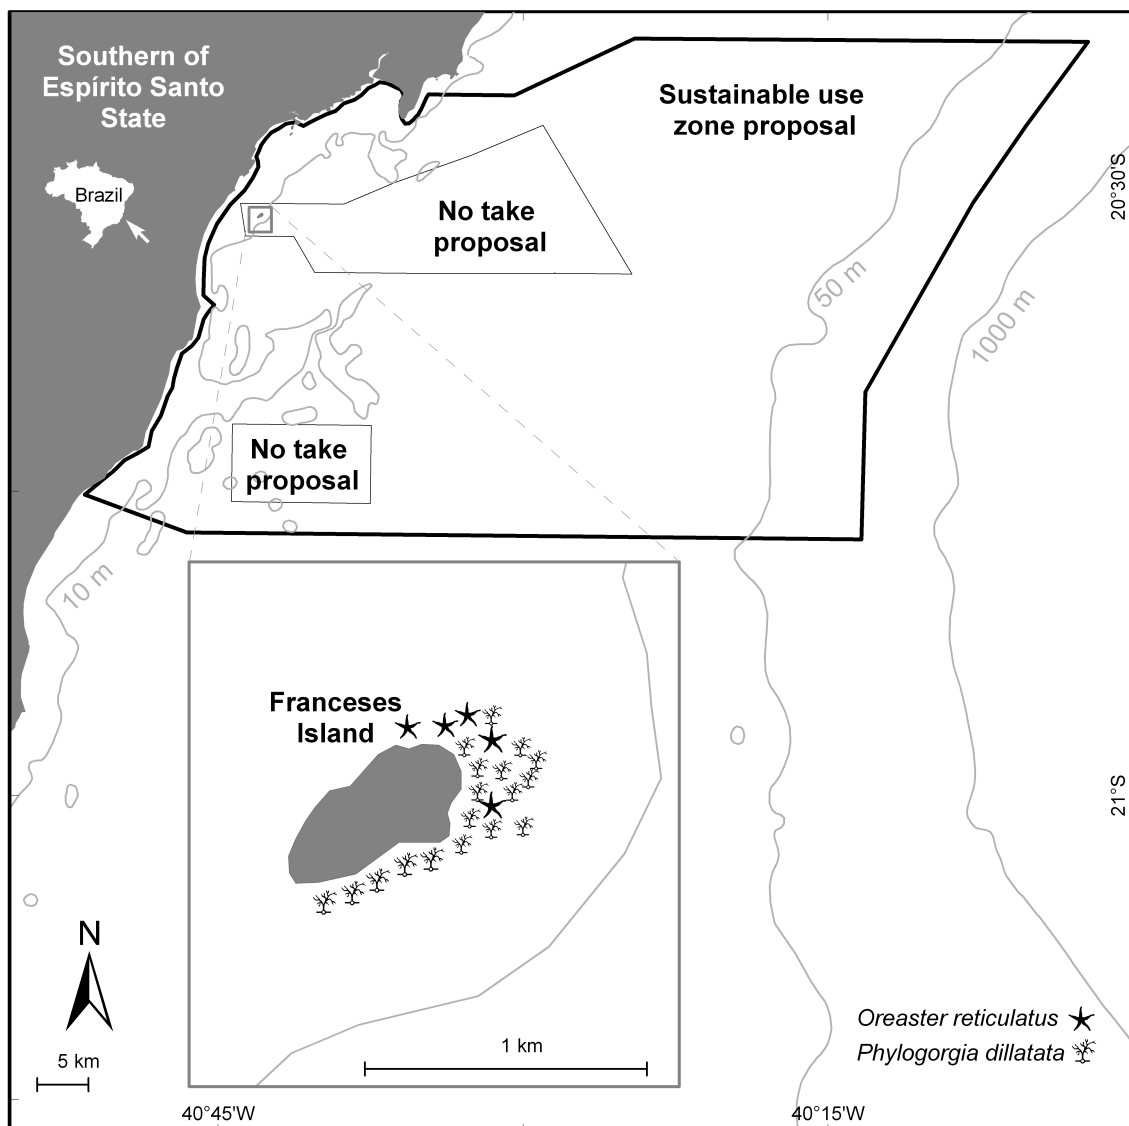 Southern of
Espírito Santo
State
Brazil
Sustainable use
zone proposal
No take
proposal
20°30'S
50 m
1000 m
No take
proposal
10 m
Franceses
Island
21°S
N
5 km
1 km
Oreaster reticulatus
Phylogorgia dillatata
40°45'W
40°15'W